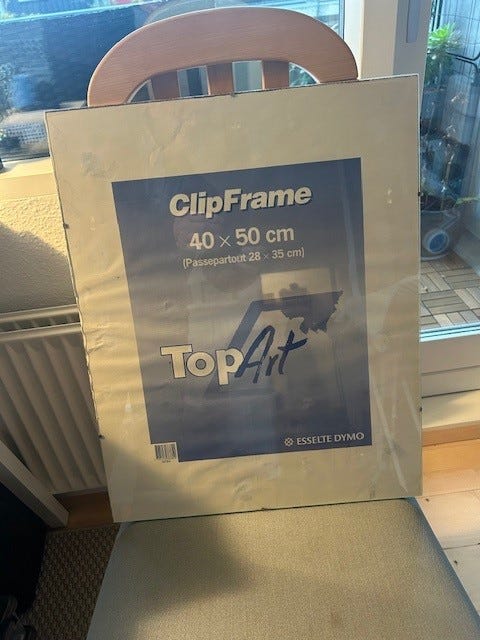 ClipFrame
40 × 50 cm
(Passepartout 28 × 35 cm)
TopArt
ESSELTE DYMO